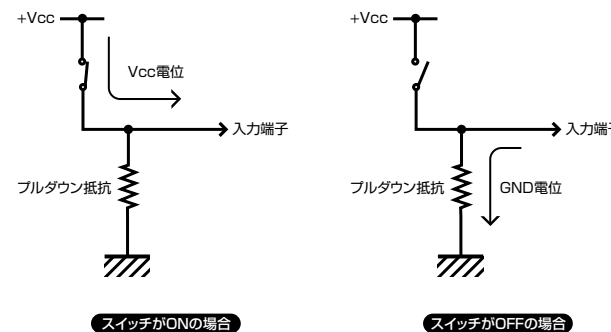 +Vcc
Vcc電位
入力端子
プルダウン抵抗
スイッチがONの場合
+Vcc
入力端子
プルダウン抵抗
GND電位
スイッチがOFFの場合